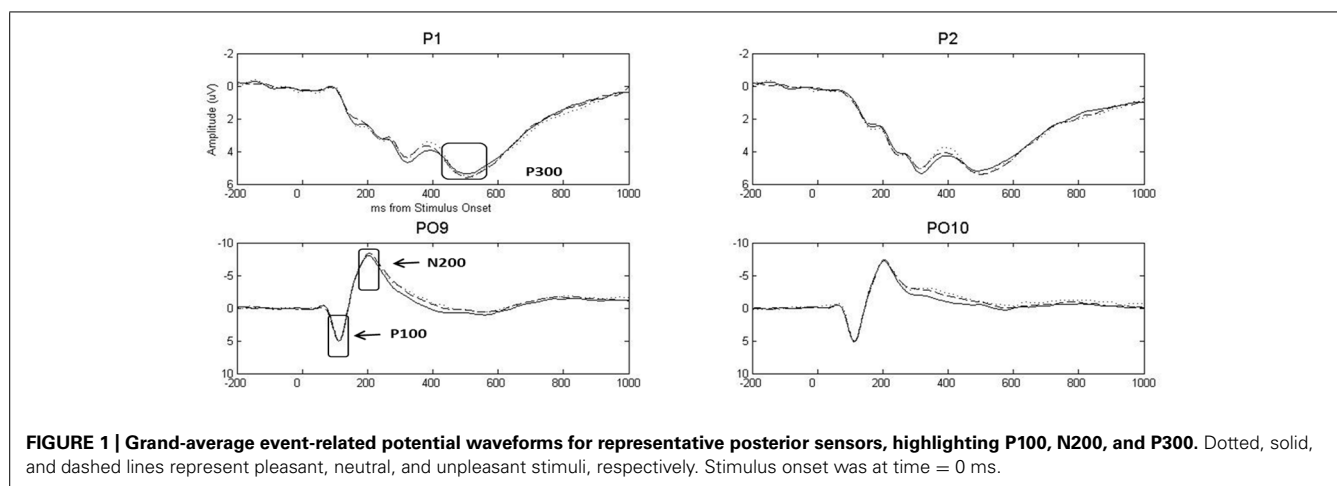 P1
-2
0
2
4
6
Amplitude (uV)
P300
-200 0 200 400 600 800 1000
ms from Stimulus Onset
P2
-2
0
2
4
6
-200 0 200 400 600 800 1000
PO9
-10
-5
0
5
10
N200
P100
-200 0 200 400 600 800 1000
PO10
-10
-5
0
5
10
-200 0 200 400 600 800 1000
FIGURE 1 | Grand-average event-related potential waveforms for representative posterior sensors, highlighting P100, N200, and P300. Dotted, solid,
and dashed lines represent pleasant, neutral, and unpleasant stimuli, respectively. Stimulus onset was at time = 0 ms.